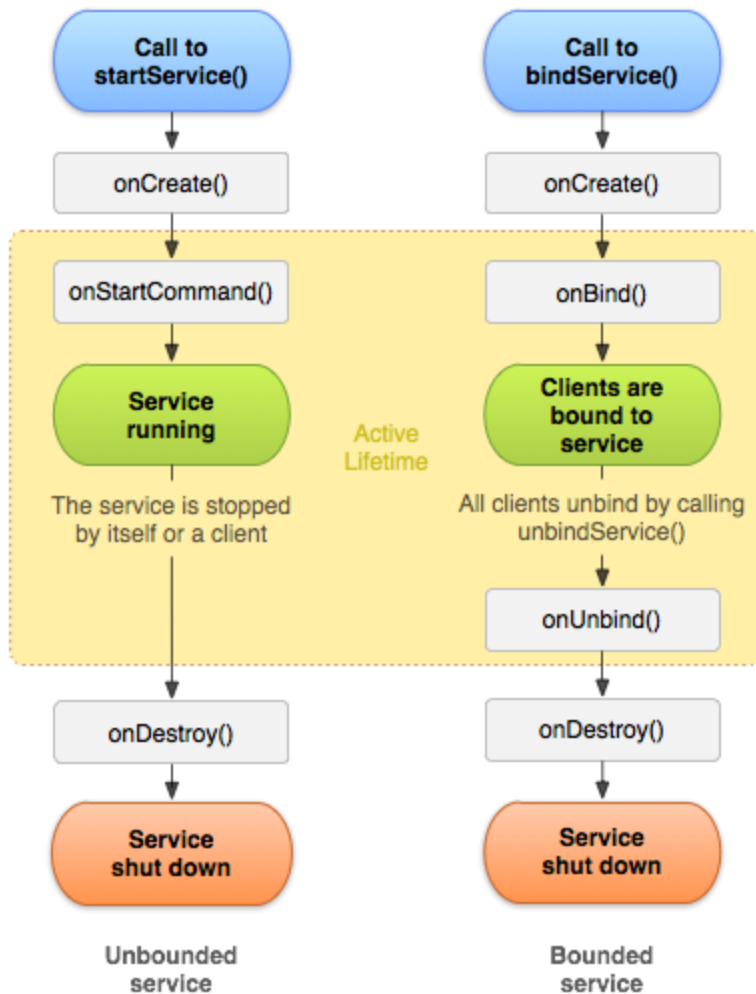 Call to
startService()
onCreate()
onStartCommand()
Service
running
The service is stopped
by itself or a client
onDestroy()
Service
shut down
Unbounded
service
Active
Lifetime
Call to
bindService()
onCreate()
onBind()
Clients are
bound to
service
All clients unbind by calling
unbindService()
onUnbind()
onDestroy()
Service
shut down
Bounded
service